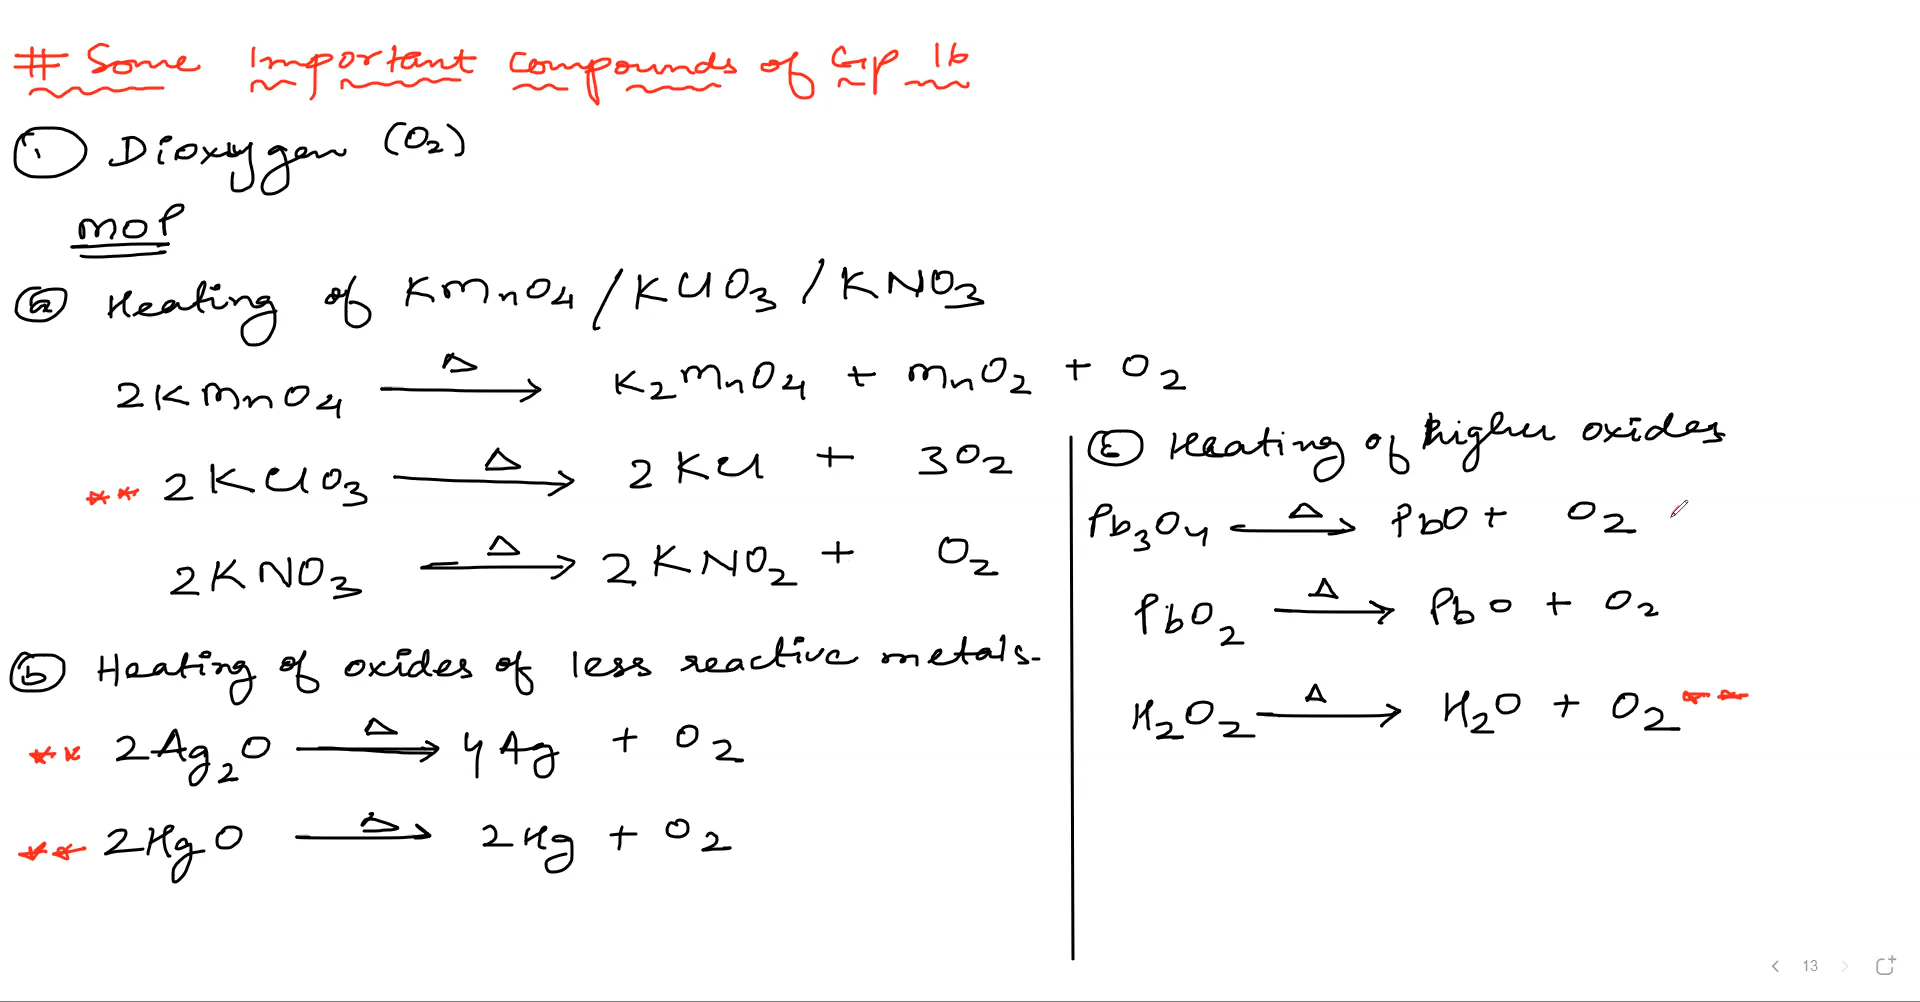 # Some Important compounds of Grp 16
① Dioxygen (O₂)
MOP
ⓐ Heating of KMnO₄ / KClO₃ / KNO₃
2KMnO₄ —Δ→ K₂MnO₄ + MnO₂ + O₂
** 2KClO₃ —Δ→ 2KCl + 3O₂
2KNO₃ —Δ→ 2KNO₂ + O₂
ⓑ Heating of oxides of less reactive metals-
** 2Ag₂O —Δ→ 4Ag + O₂
** 2HgO —Δ→ 2Hg + O₂
ⓒ Heating of higher oxides
Pb₃O₄ —Δ→ PbO + O₂
PbO₂ —Δ→ PbO + O₂
H₂O₂ —Δ→ H₂O + O₂ **
13